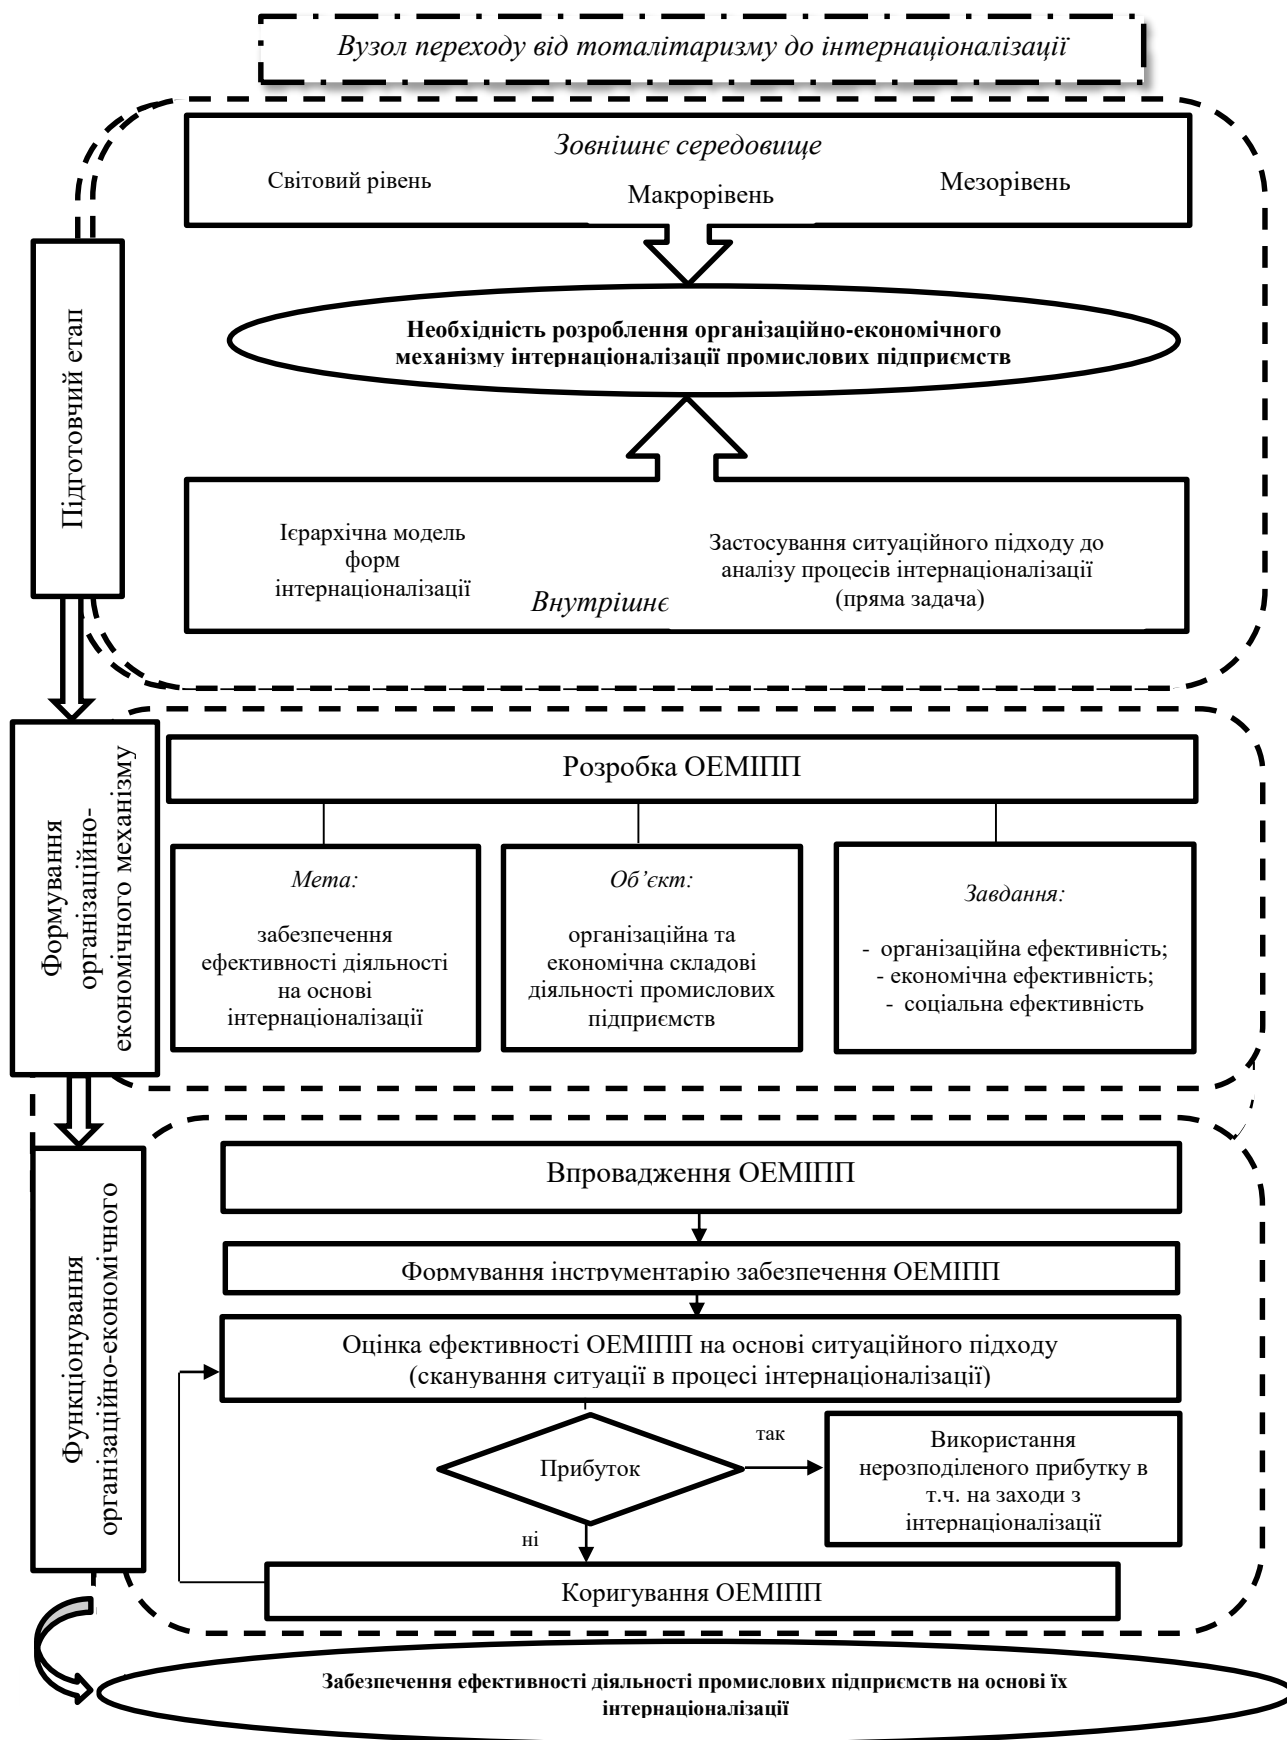 Вузол переходу від тоталітаризму до інтернаціоналізації
Зовнішнє середовище
Світовий рівень
Макрорівень
Мезорівень
Необхідність розроблення організаційно-економічного
механізму інтернаціоналізації промислових підприємств
Підготовчий етап
Ієрархічна модель
форм
інтернаціоналізації
Застосування ситуаційного підходу до
аналізу процесів інтернаціоналізації
(пряма задача)
Внутрішнє
Формування
організаційно-
економічного механізму
Розробка ОЕМІПП
Мета:
забезпечення
ефективності діяльності
на основі
інтернаціоналізації
Об’єкт:
організаційна та
економічна складові
діяльності промислових
підприємств
Завдання:
- організаційна ефективність;
- економічна ефективність;
- соціальна ефективність
Функціонування
організаційно-економічного
Впровадження ОЕМІПП
Формування інструментарію забезпечення ОЕМІПП
Оцінка ефективності ОЕМІПП на основі ситуаційного підходу
(сканування ситуації в процесі інтернаціоналізації)
Прибуток
так
Використання
нерозподіленого прибутку в
т.ч. на заходи з
інтернаціоналізації
ні
Коригування ОЕМІПП
Забезпечення ефективності діяльності промислових підприємств на основі їх
інтернаціоналізації